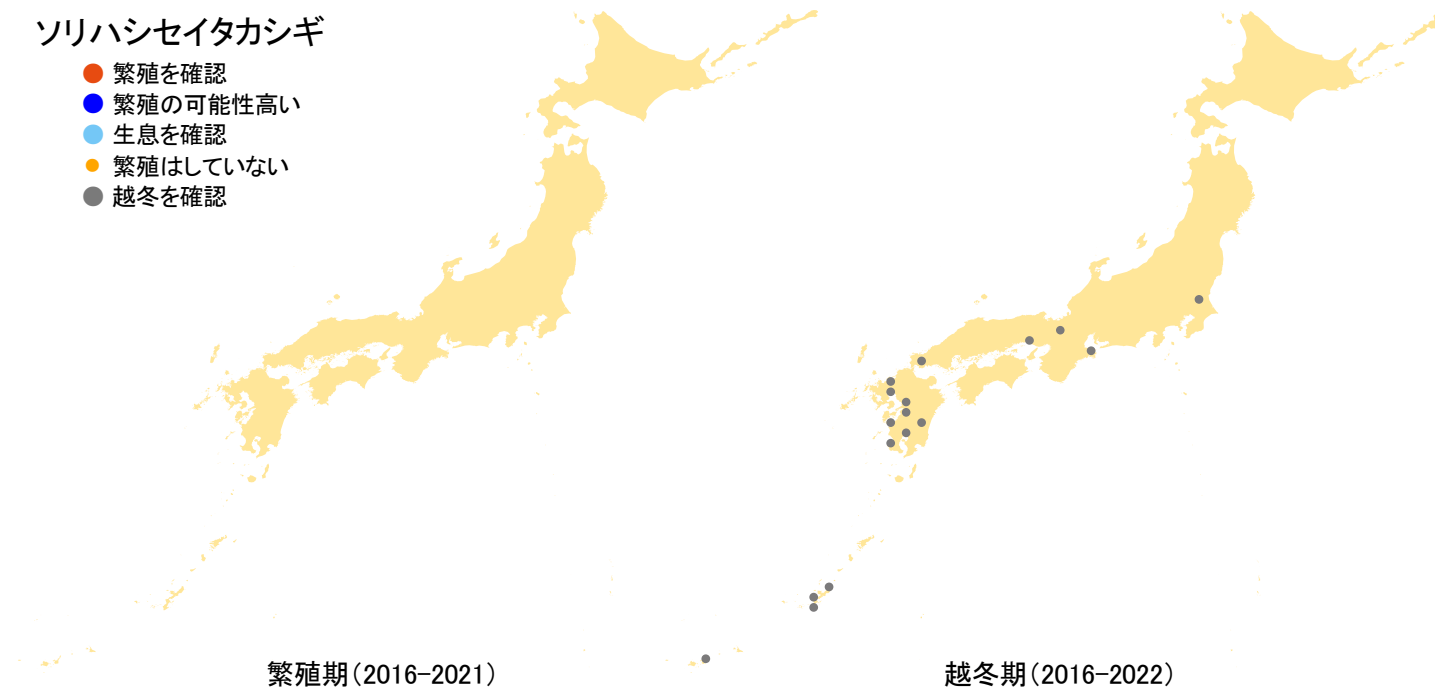 ソリハシセイタカシギ
繁殖を確認
繁殖の可能性高い
生息を確認
繁殖はしていない
越冬を確認
繁殖期(2016-2021)
越冬期(2016-2022)